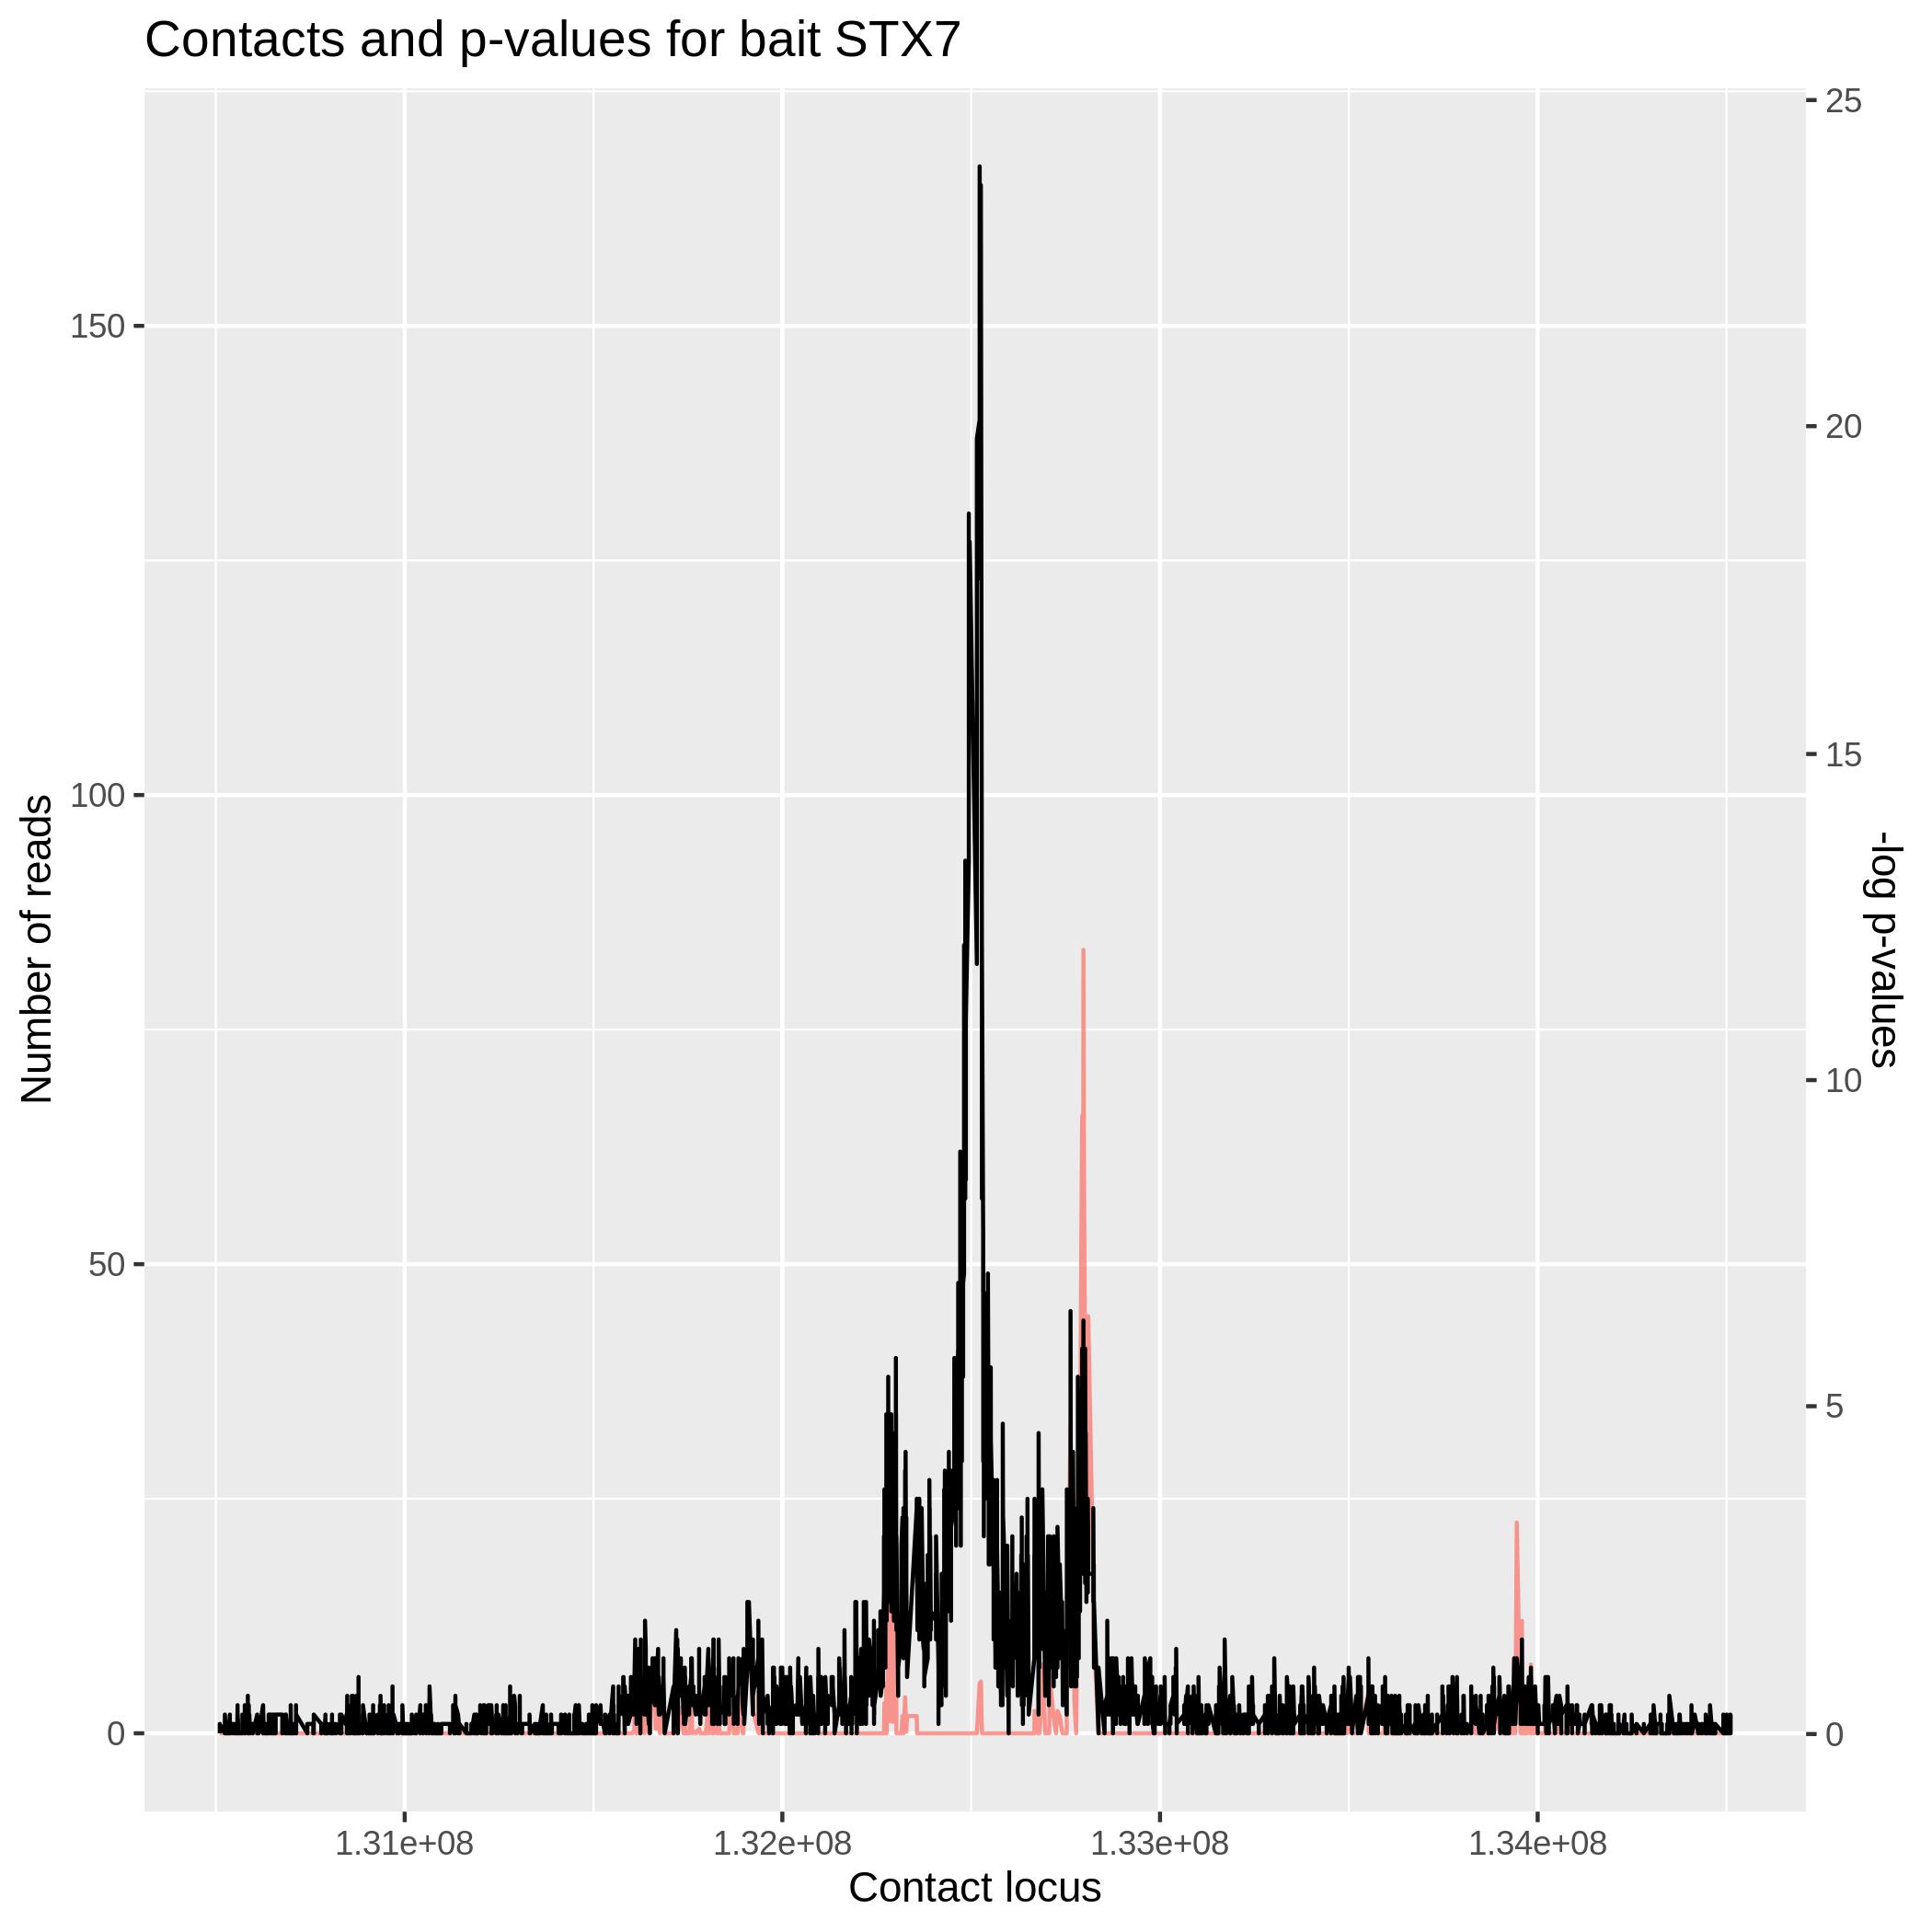 Contacts and p-values for bait STX7
Number of reads
150
100
50
0
25
20
15
10
5
0
-log p-values
1.31e+08 1.32e+08 1.33e+08 1.34e+08
Contact locus